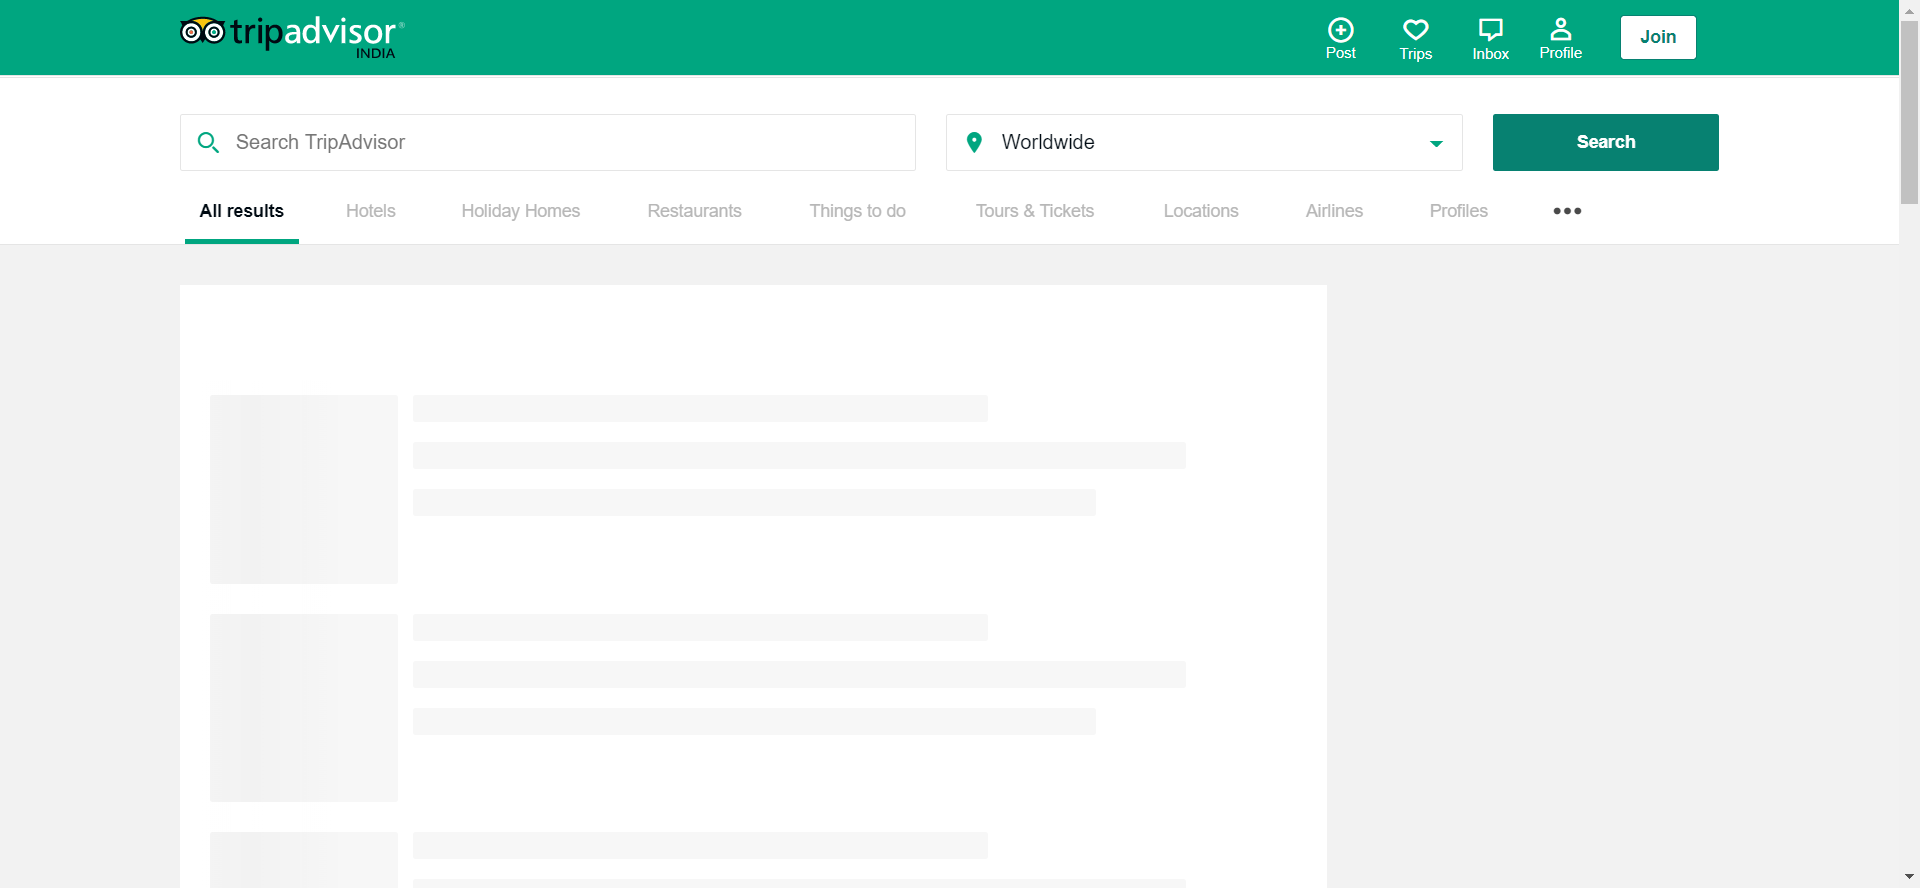 tripadvisor®
INDIA
Post
Trips
Inbox
Profile
Join
Search TripAdvisor
Worldwide
Search
All results
Hotels
Holiday Homes
Restaurants
Things to do
Tours & Tickets
Locations
Airlines
Profiles